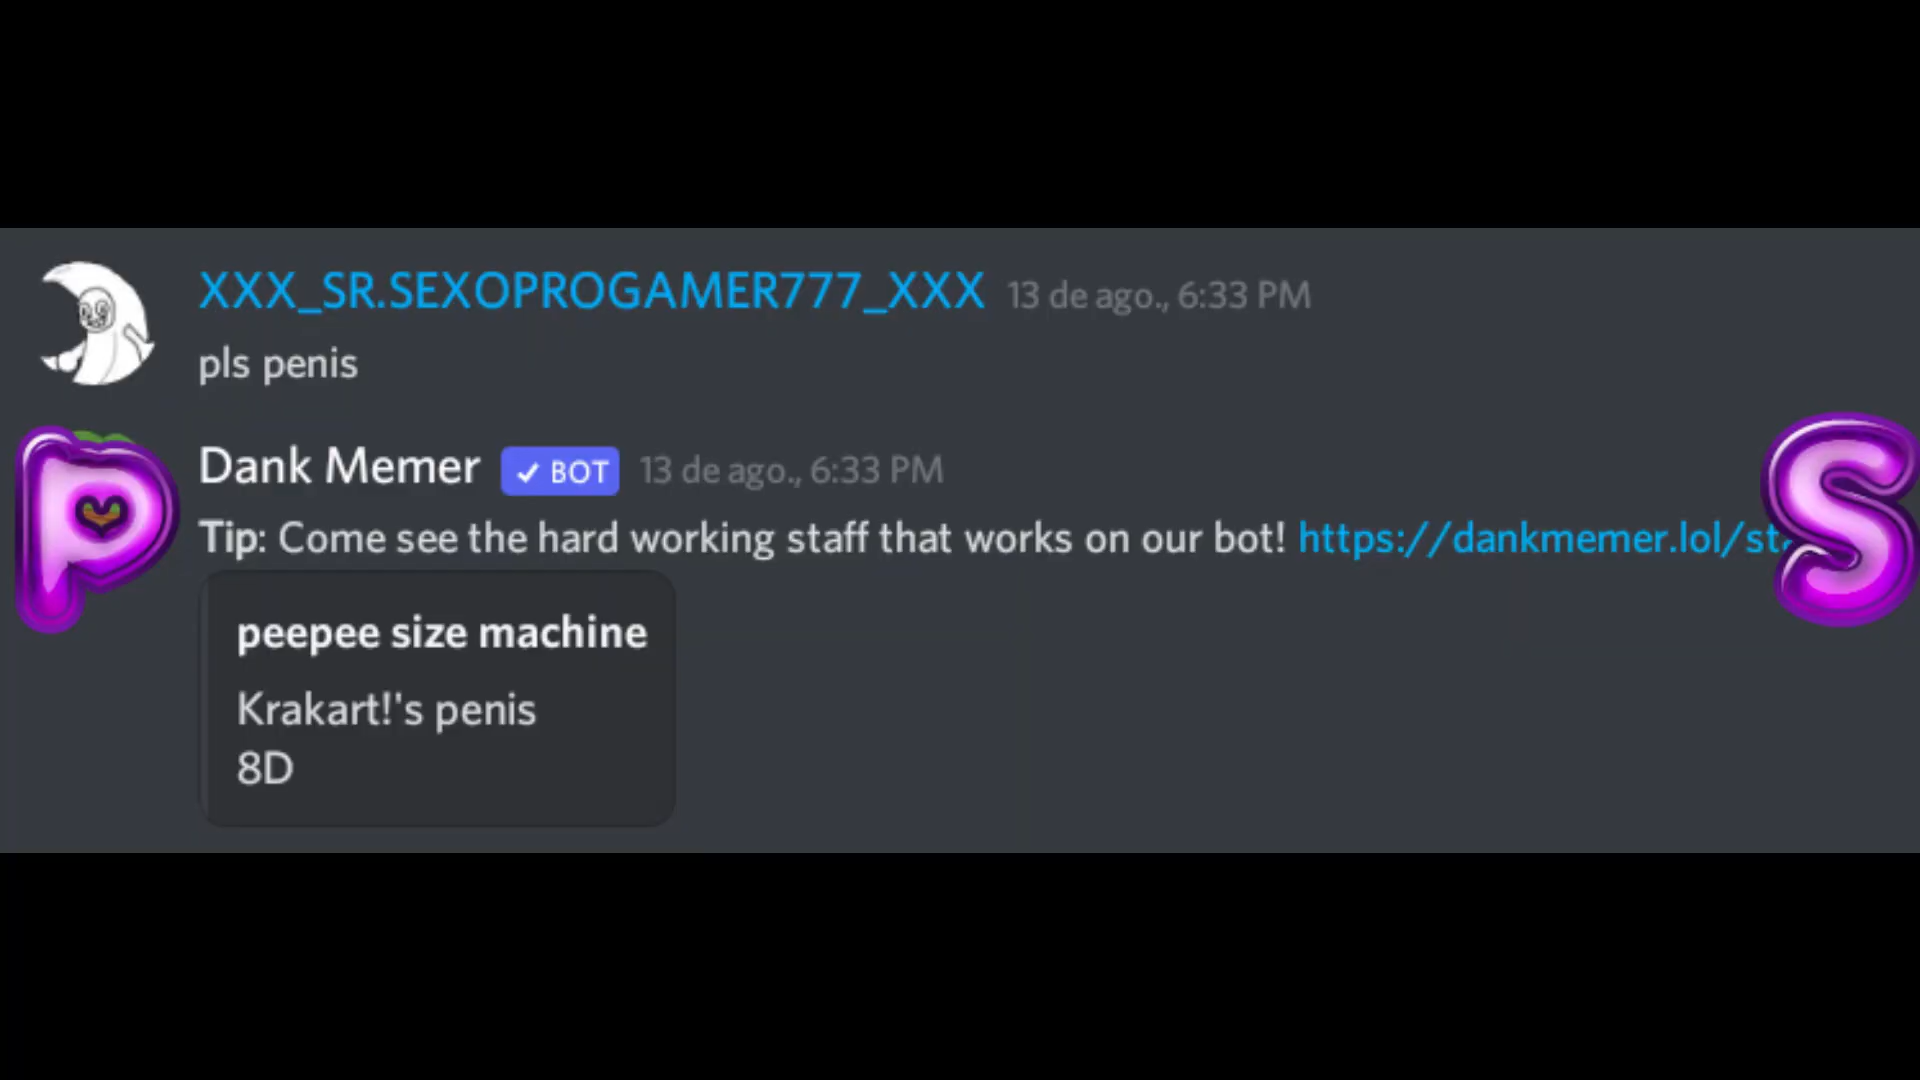 XXX_SR.SEXOPROGAMER777_XXX 13 de ago., 6:33 PM
pls penis
Dank Memer ✓ BOT 13 de ago., 6:33 PM
Tip: Come see the hard working staff that works on our bot! https://dankmemer.lol/st
P
S
peepee size machine
Krakart!'s penis
8D